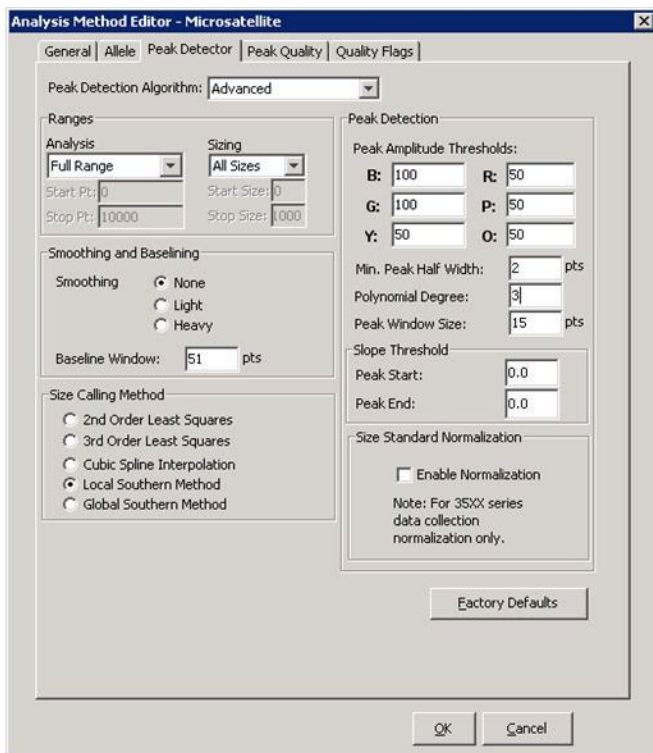 Analysis Method Editor - Microsatellite
General
Allele
Peak Detector
Peak Quality
Quality Flags
Peak Detection Algorithm: Advanced
Ranges
Analysis
Full Range
Start Pt: 0
Stop Pt: 10000
Sizing
All Sizes
Start Size: 0
Stop Size: 1000
Smoothing and Baselining
Smoothing
None
Light
Heavy
Baseline Window: 51 pts
Size Calling Method
2nd Order Least Squares
3rd Order Least Squares
Cubic Spline Interpolation
Local Southern Method
Global Southern Method
Peak Detection
Peak Amplitude Thresholds:
B: 100 R: 50
G: 100 P: 50
Y: 50 O: 50
Min. Peak Half Width: 2 pts
Polynomial Degree: 3
Peak Window Size: 15 pts
Slope Threshold
Peak Start: 0.0
Peak End: 0.0
Size Standard Normalization
Enable Normalization
Note: For 35XX series
data collection
normalization only.
Factory Defaults
OK
Cancel